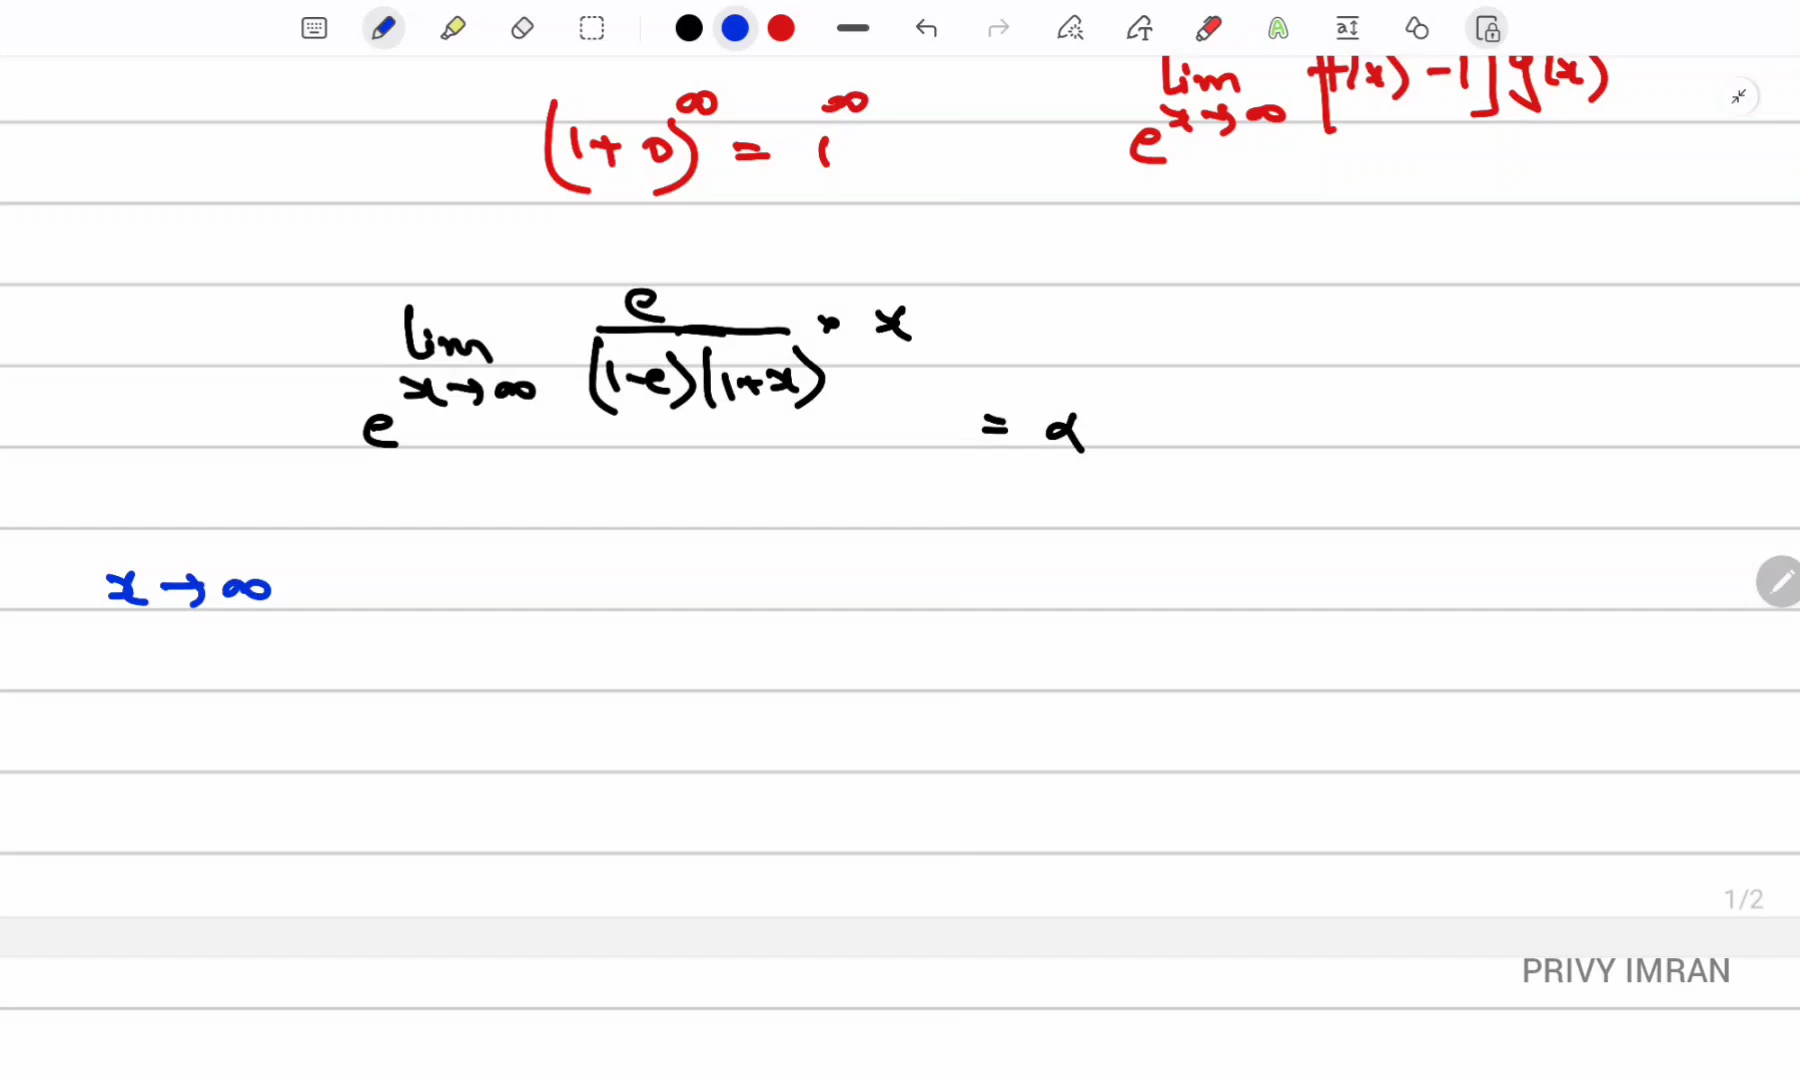 lim [f(x) - 1] g(x)
(1 + 0)^∞ = 1^∞
e^{x→∞}
e
lim ——— · x
x→∞ (1-e)(1+x)
e = α
x → ∞
1/2
PRIVY IMRAN